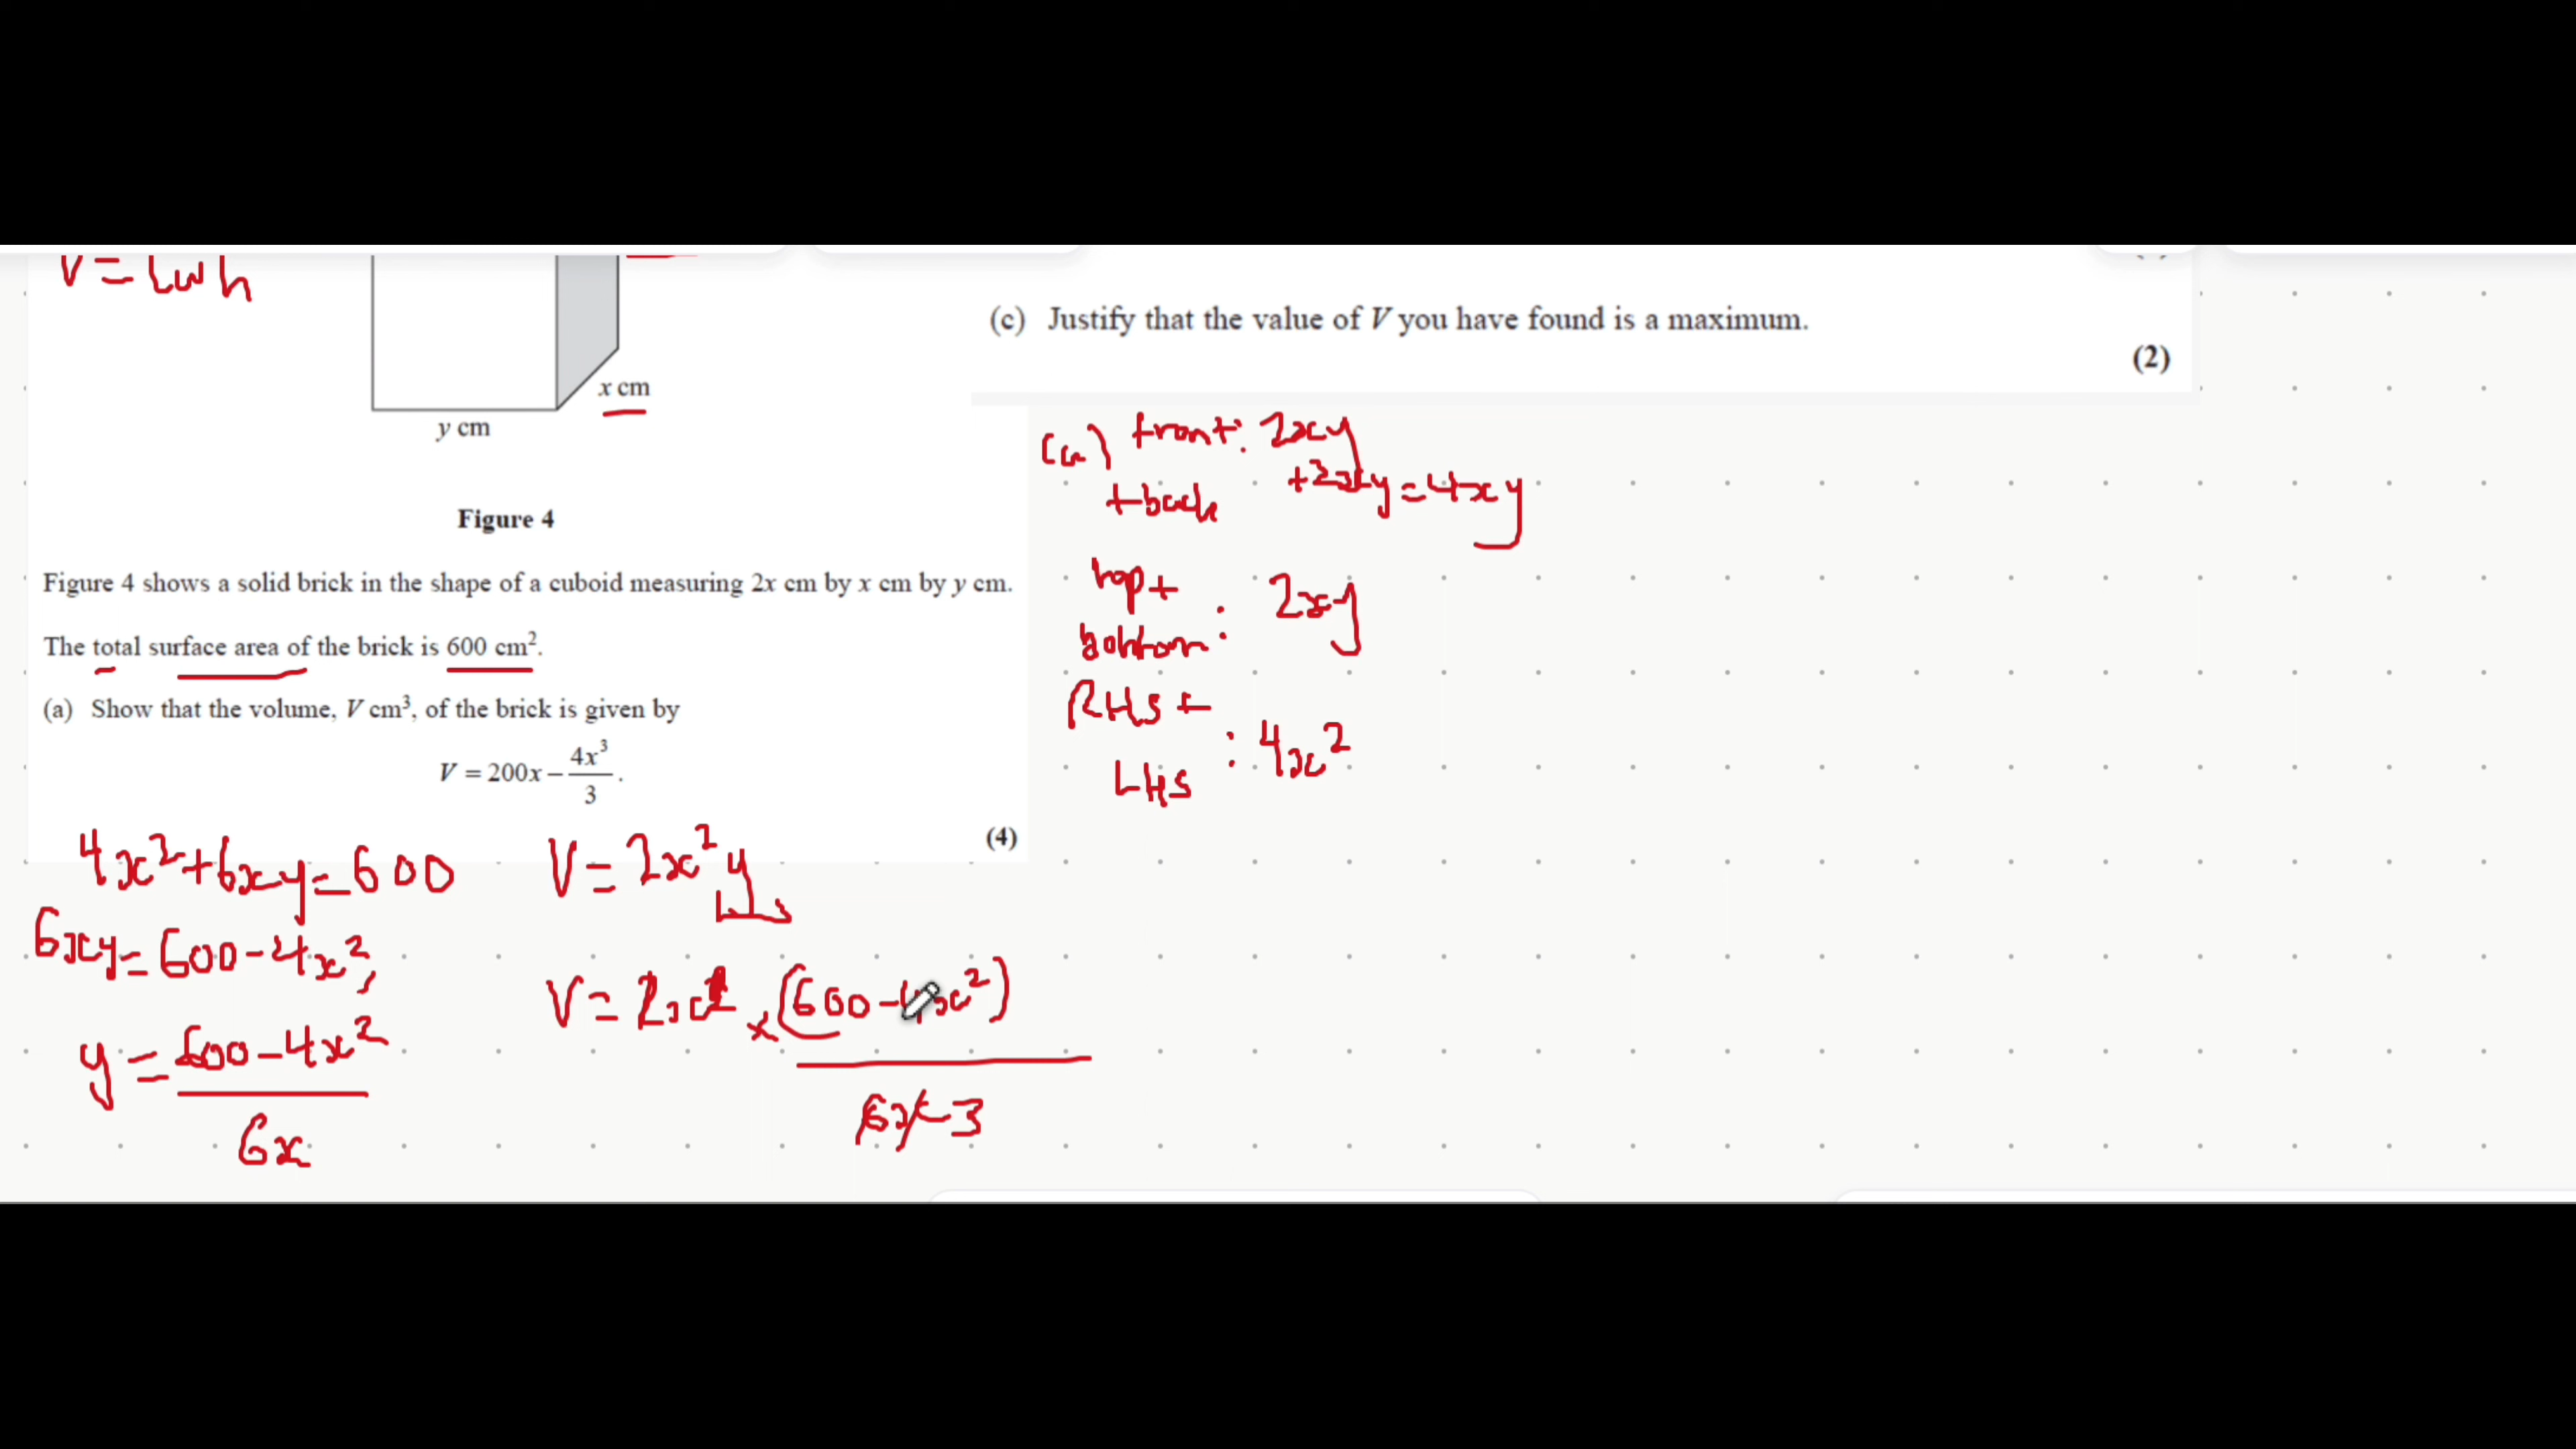 V = lwh
x cm
y cm
Figure 4
Figure 4 shows a solid brick in the shape of a cuboid measuring 2x cm by x cm by y cm.
The total surface area of the brick is 600 cm².
(a) Show that the volume, V cm³, of the brick is given by
V = 200x − 4x³/3.
(4)
4x²+6xy=600
6xy=600-4x²
y = 600-4x² / 6x
V = 2x²y
V = 2x² × (600-4x²) / 6x 3
(c) Justify that the value of V you have found is a maximum.
(2)
(a) front: 2xy
+back +2xy=4xy
top+
bottom: 2xy
RHS +
LHS : 4x²